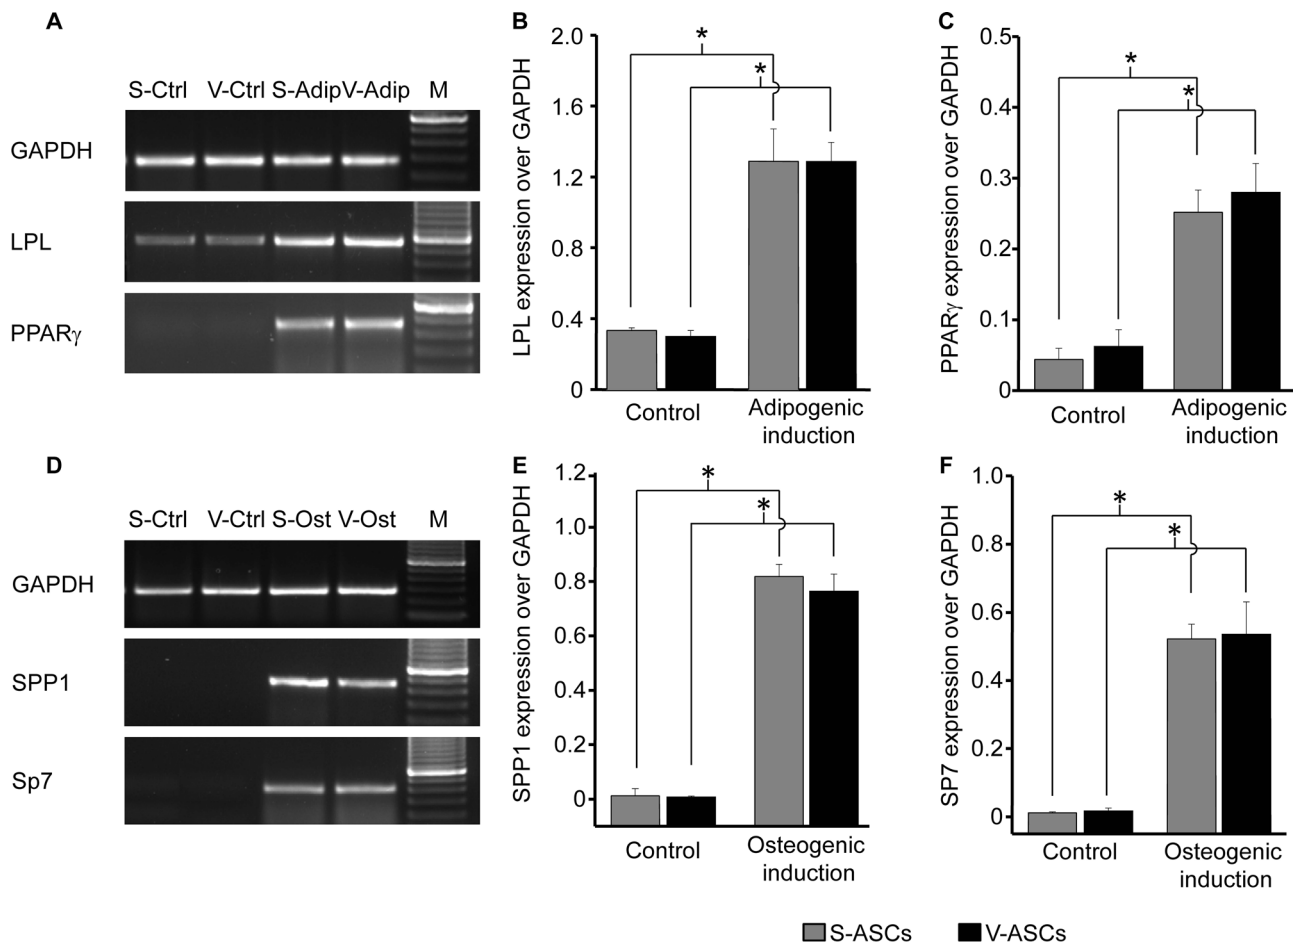 A
S-Ctrl V-Ctrl S-Adip V-Adip M
GAPDH
LPL
PPARγ
B
LPL expression over GAPDH
2.0
1.6
1.2
0.8
0.4
0
*
*
Control
Adipogenic
induction
C
PPARγ expression over GAPDH
0.5
0.4
0.3
0.2
0.1
0
*
*
Control
Adipogenic
induction
D
S-Ctrl V-Ctrl S-Ost V-Ost M
GAPDH
SPP1
Sp7
E
SPP1 expression over GAPDH
1.2
1.0
0.8
0.6
0.4
0.2
0
*
*
Control
Osteogenic
induction
F
SP7 expression over GAPDH
1.0
0.8
0.6
0.4
0.2
0
*
*
Control
Osteogenic
induction
S-ASCs
V-ASCs